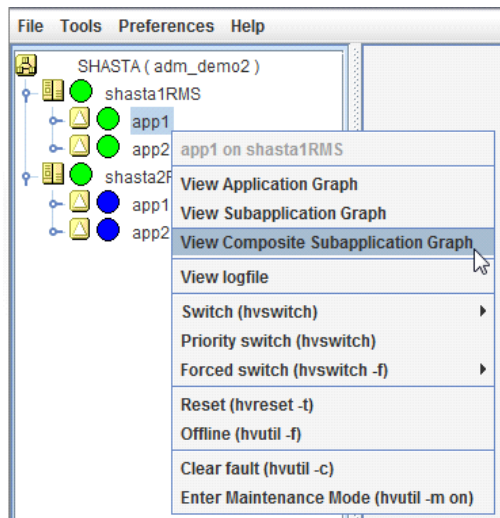 File Tools Preferences Help
SHASTA ( adm_demo2 )
shasta1RMS
app1
app2
shasta2
app1
app2
app1 on shasta1RMS
View Application Graph
View Subapplication Graph
View Composite Subapplication Graph
View logfile
Switch (hvswitch)
Priority switch (hvswitch)
Forced switch (hvswitch -f)
Reset (hvreset -t)
Offline (hvutil -f)
Clear fault (hvutil -c)
Enter Maintenance Mode (hvutil -m on)